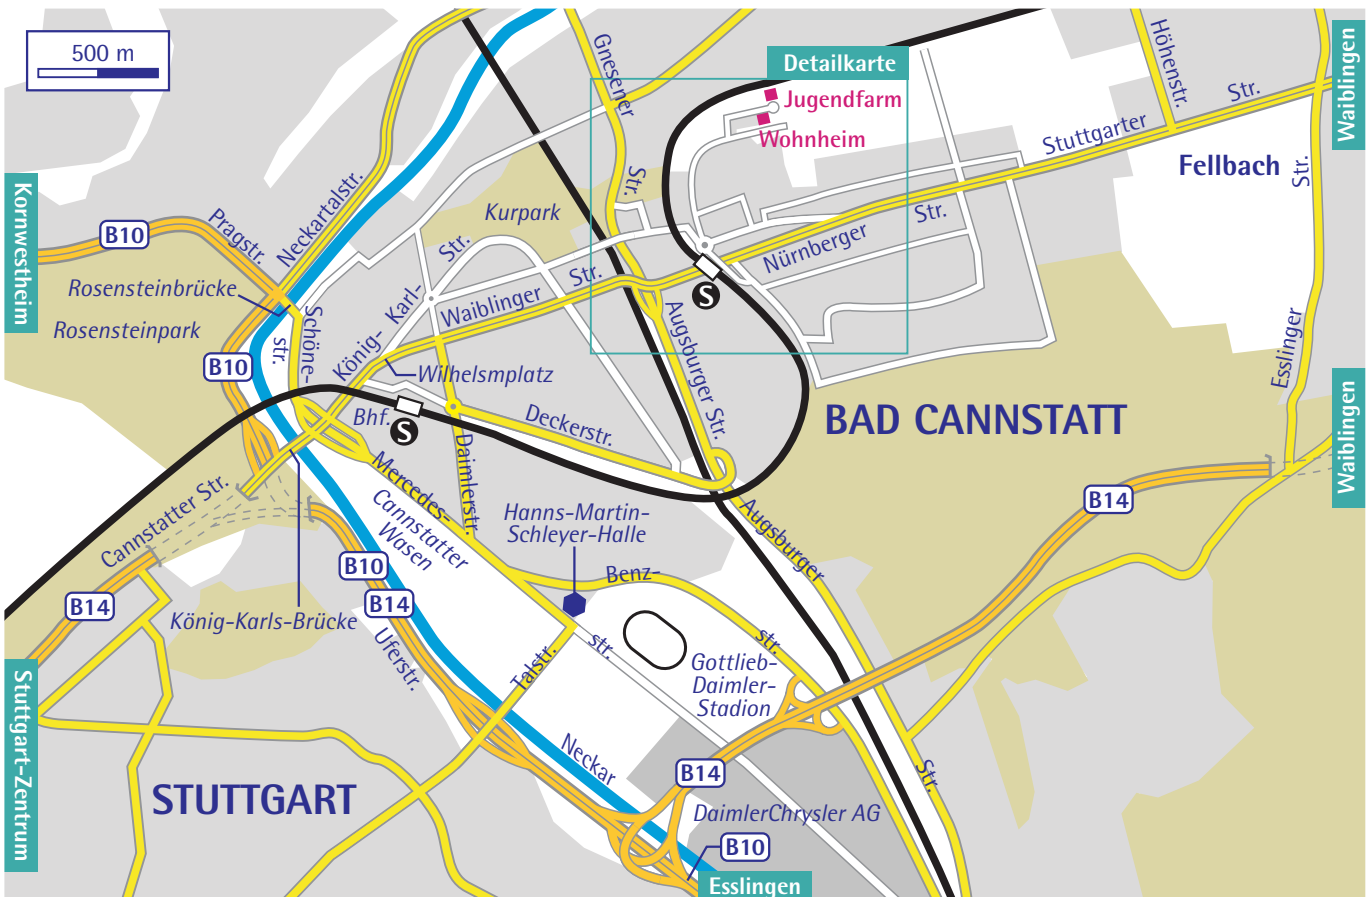 500 m
Detailkarte
Jugendfarm
Wohnheim
Gnesener
Str.
Höhenstr.
Str.
Stuttgarter
Waiblingen
Fellbach
Str.
Esslinger
Kornwestheim
B10
Pragstr.
Neckartalstr.
Kurpark
Str.
Nürnberger
Str.
Rosensteinbrücke
Rosensteinpark
Schöne-
str.
König-
Karl-
Str.
Waiblinger
Str.
S
B10
Wilhelsmplatz
Augsburger Str.
Bhf.
S
Deckerstr.
BAD CANNSTATT
Waiblingen
Mercedes-
Daimlerstr.
Cannstatter
Wasen
Hanns-Martin-
Schleyer-Halle
Cannstatter Str.
B14
Augsburger
Benz-
B10
B14
B14
König-Karls-Brücke
Uferstr.
Talstr.
str.
str.
Gottlieb-
Daimler-
Stadion
Stuttgart-Zentrum
STUTTGART
Neckar
B14
Str.
DaimlerChrysler AG
B10
Esslingen